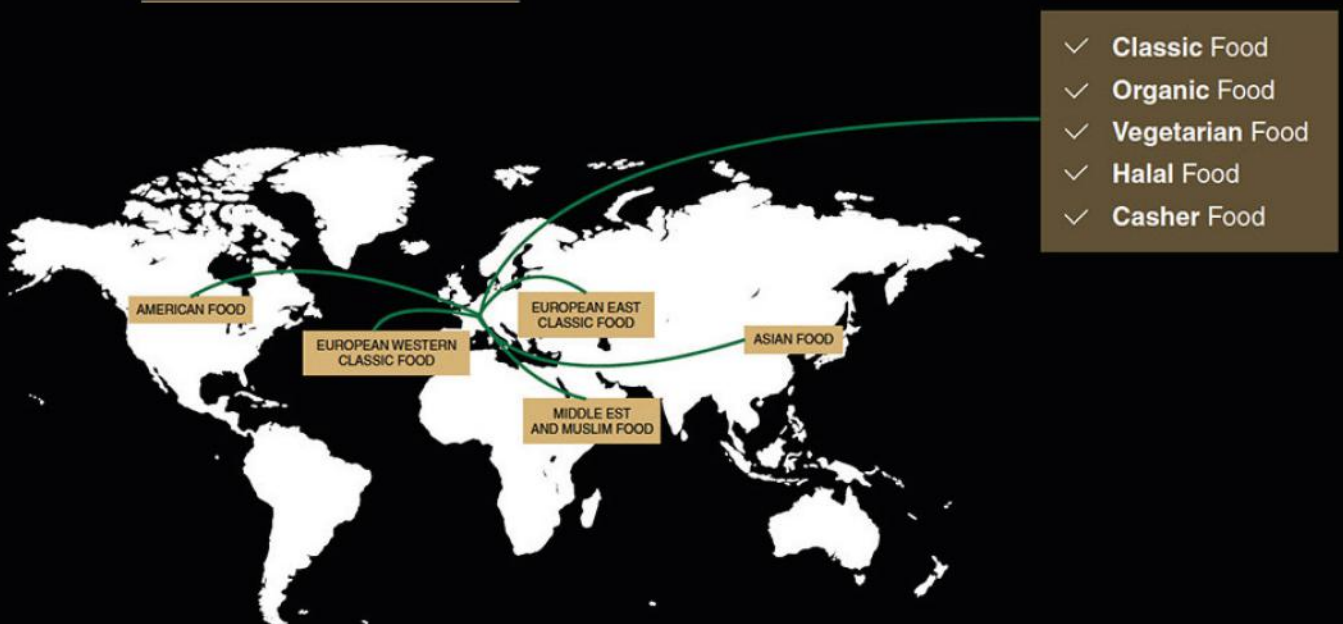 Classic Food
Organic Food
Vegetarian Food
Halal Food
Casher Food
AMERICAN FOOD
EUROPEAN WESTERN
CLASSIC FOOD
EUROPEAN EAST
CLASSIC FOOD
ASIAN FOOD
MIDDLE EST
AND MUSLIM FOOD